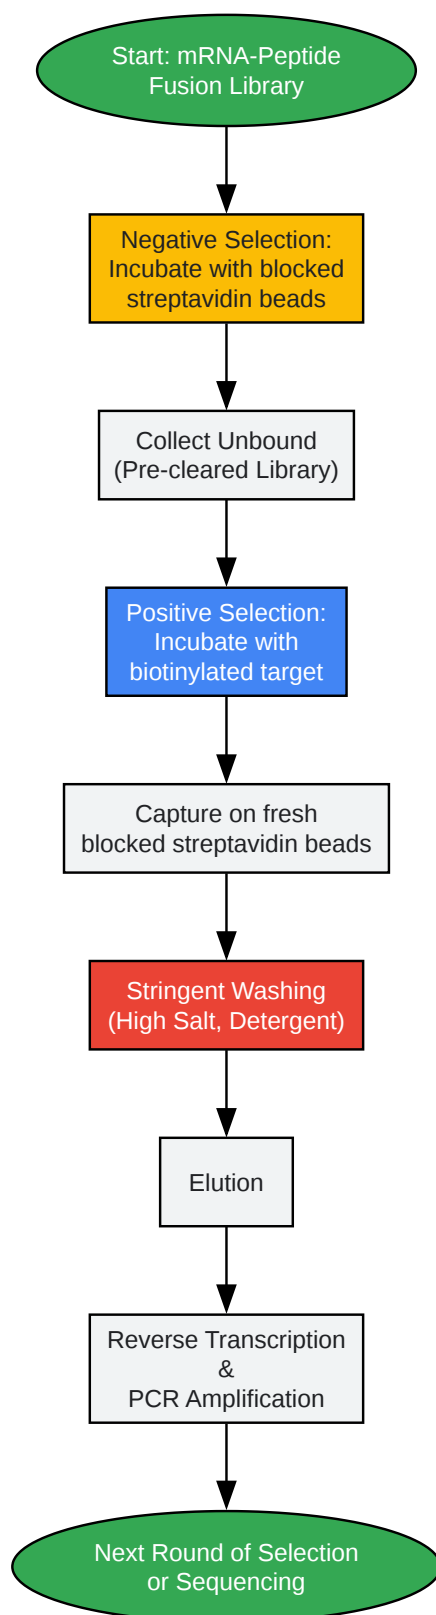 Start: mRNA-Peptide
Fusion Library
Negative Selection:
Incubate with blocked
streptavidin beads
Collect Unbound
(Pre-cleared Library)
Positive Selection:
Incubate with
biotinylated target
Capture on fresh
blocked streptavidin beads
Stringent Washing
(High Salt, Detergent)
Elution
Reverse Transcription
&
PCR Amplification
Next Round of Selection
or Sequencing